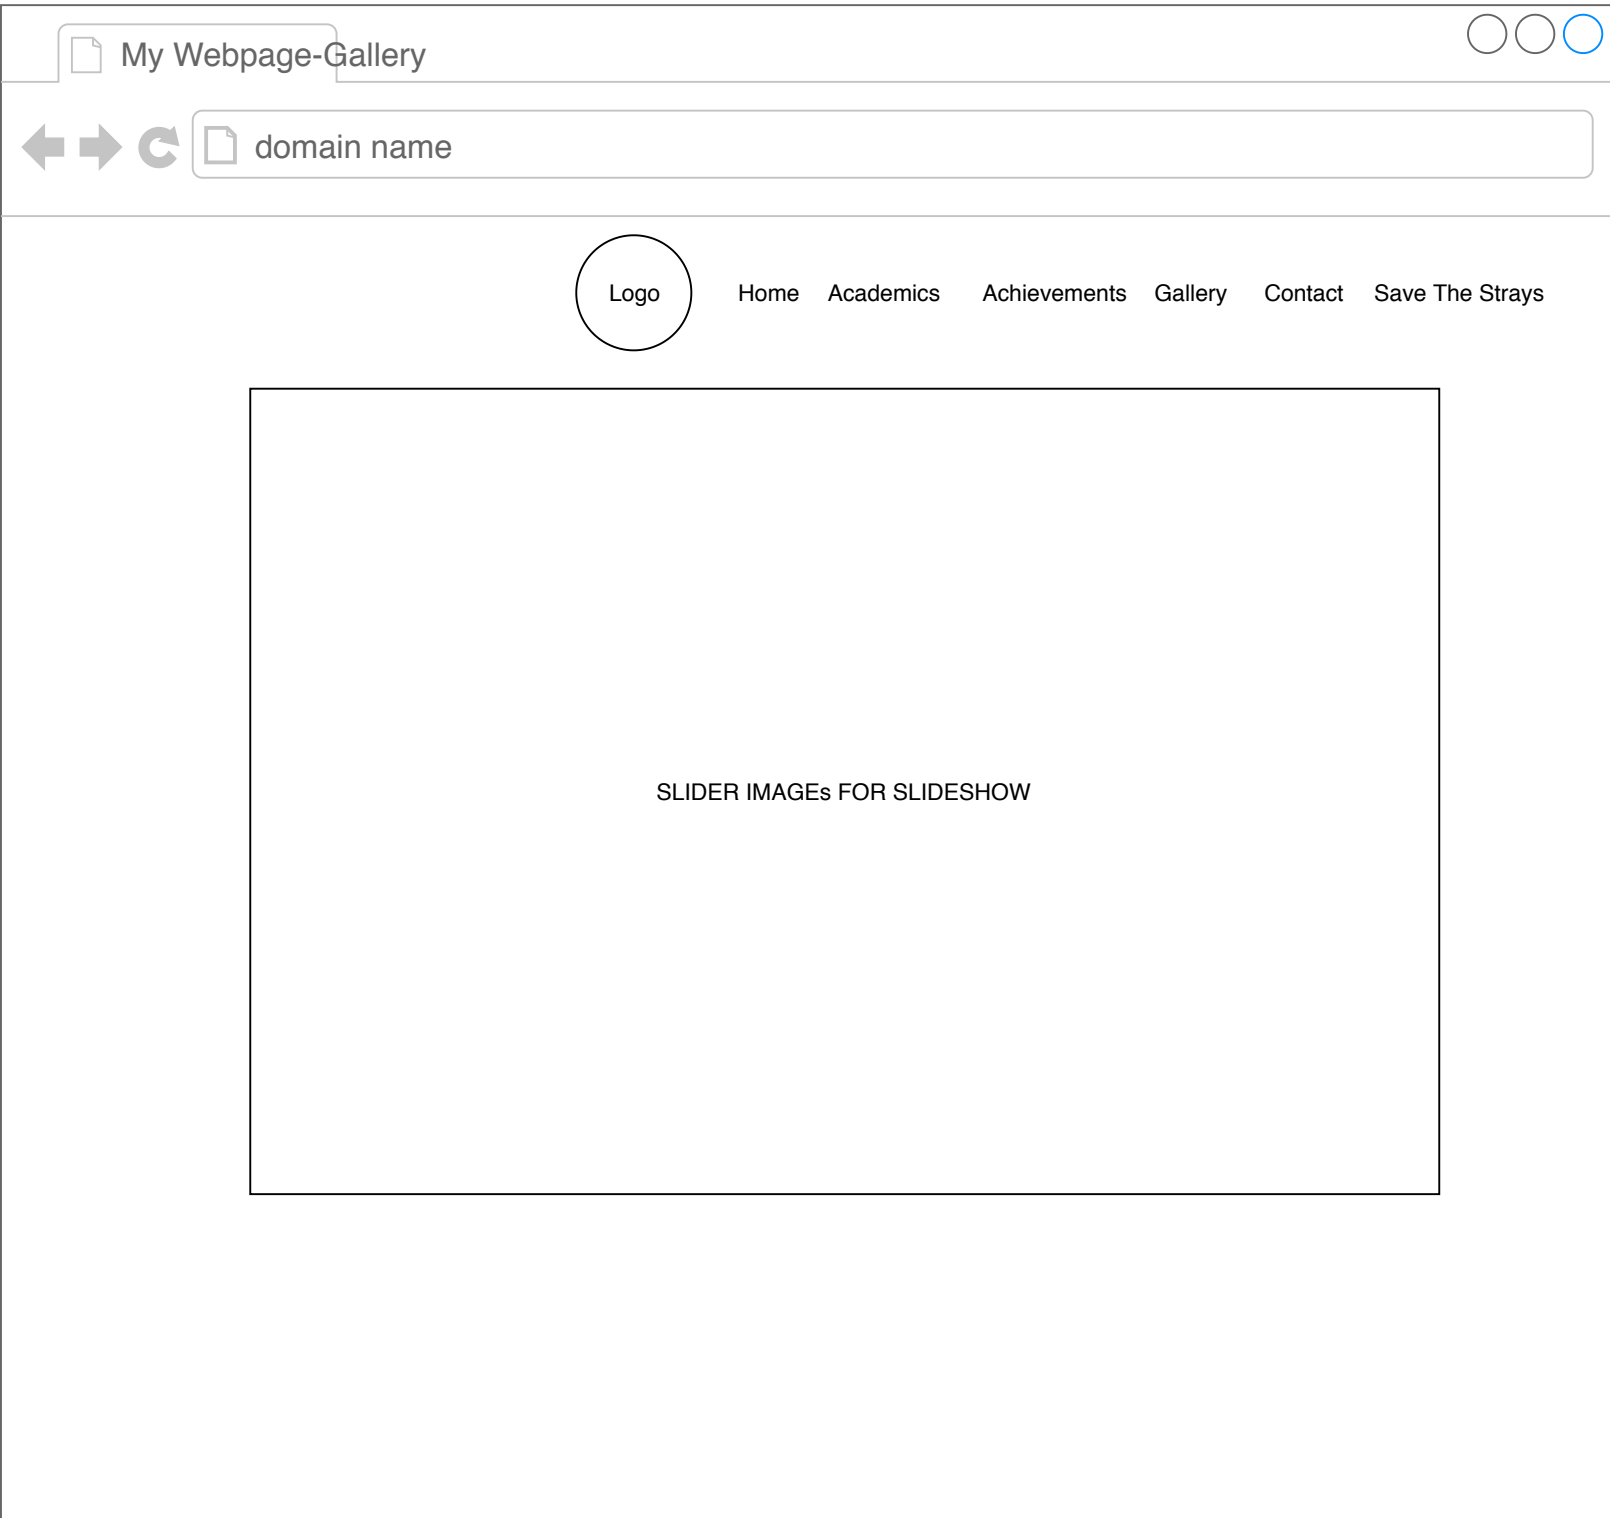 My Webpage-Gallery
domain name
Logo Home Academics Achievements Gallery Contact Save The Strays
SLIDER IMAGEs FOR SLIDESHOW